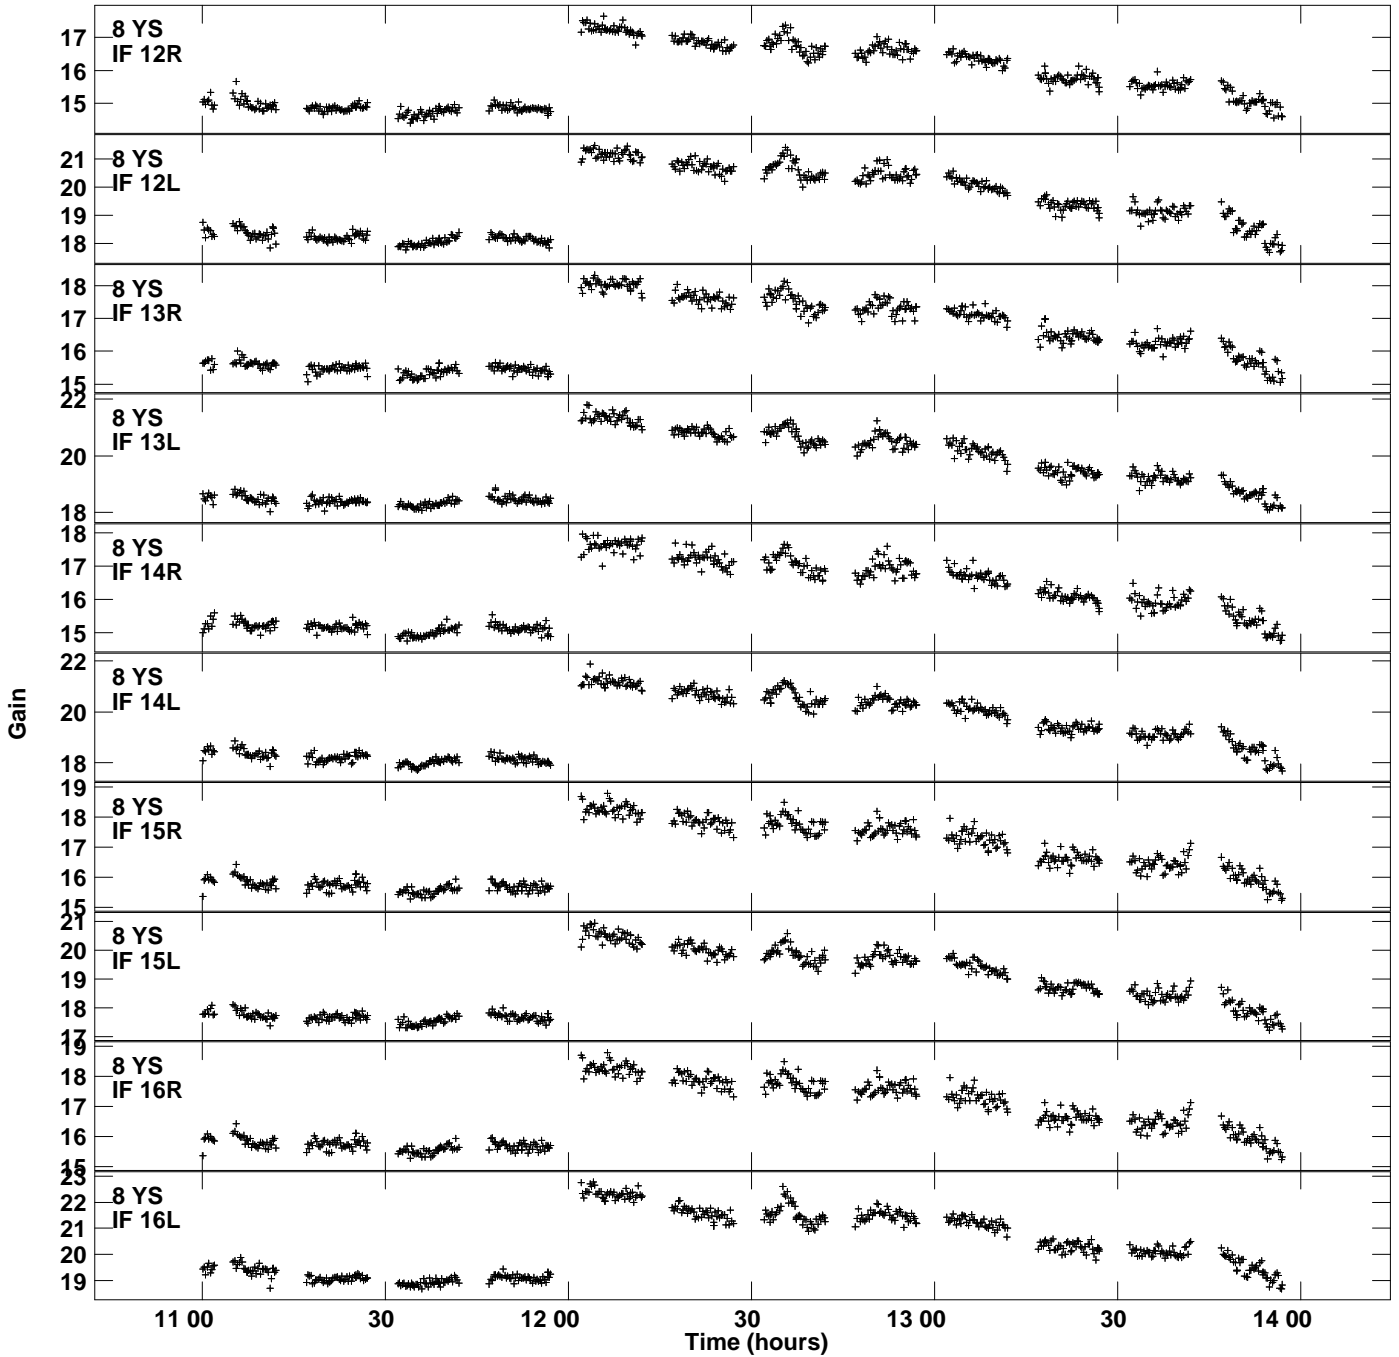 8 YS
IF 12R
17
16
15
8 YS
IF 12L
21
20
19
18
8 YS
IF 13R
18
17
16
15
8 YS
IF 13L
22
20
18
8 YS
IF 14R
18
17
16
15
8 YS
IF 14L
22
20
18
Gain
8 YS
IF 15R
19
18
17
16
15
8 YS
IF 15L
21
20
19
18
17
8 YS
IF 16R
19
18
17
16
15
8 YS
IF 16L
23
22
21
20
19
11 00 30 12 00 30 13 00 30 14 00
Time (hours)